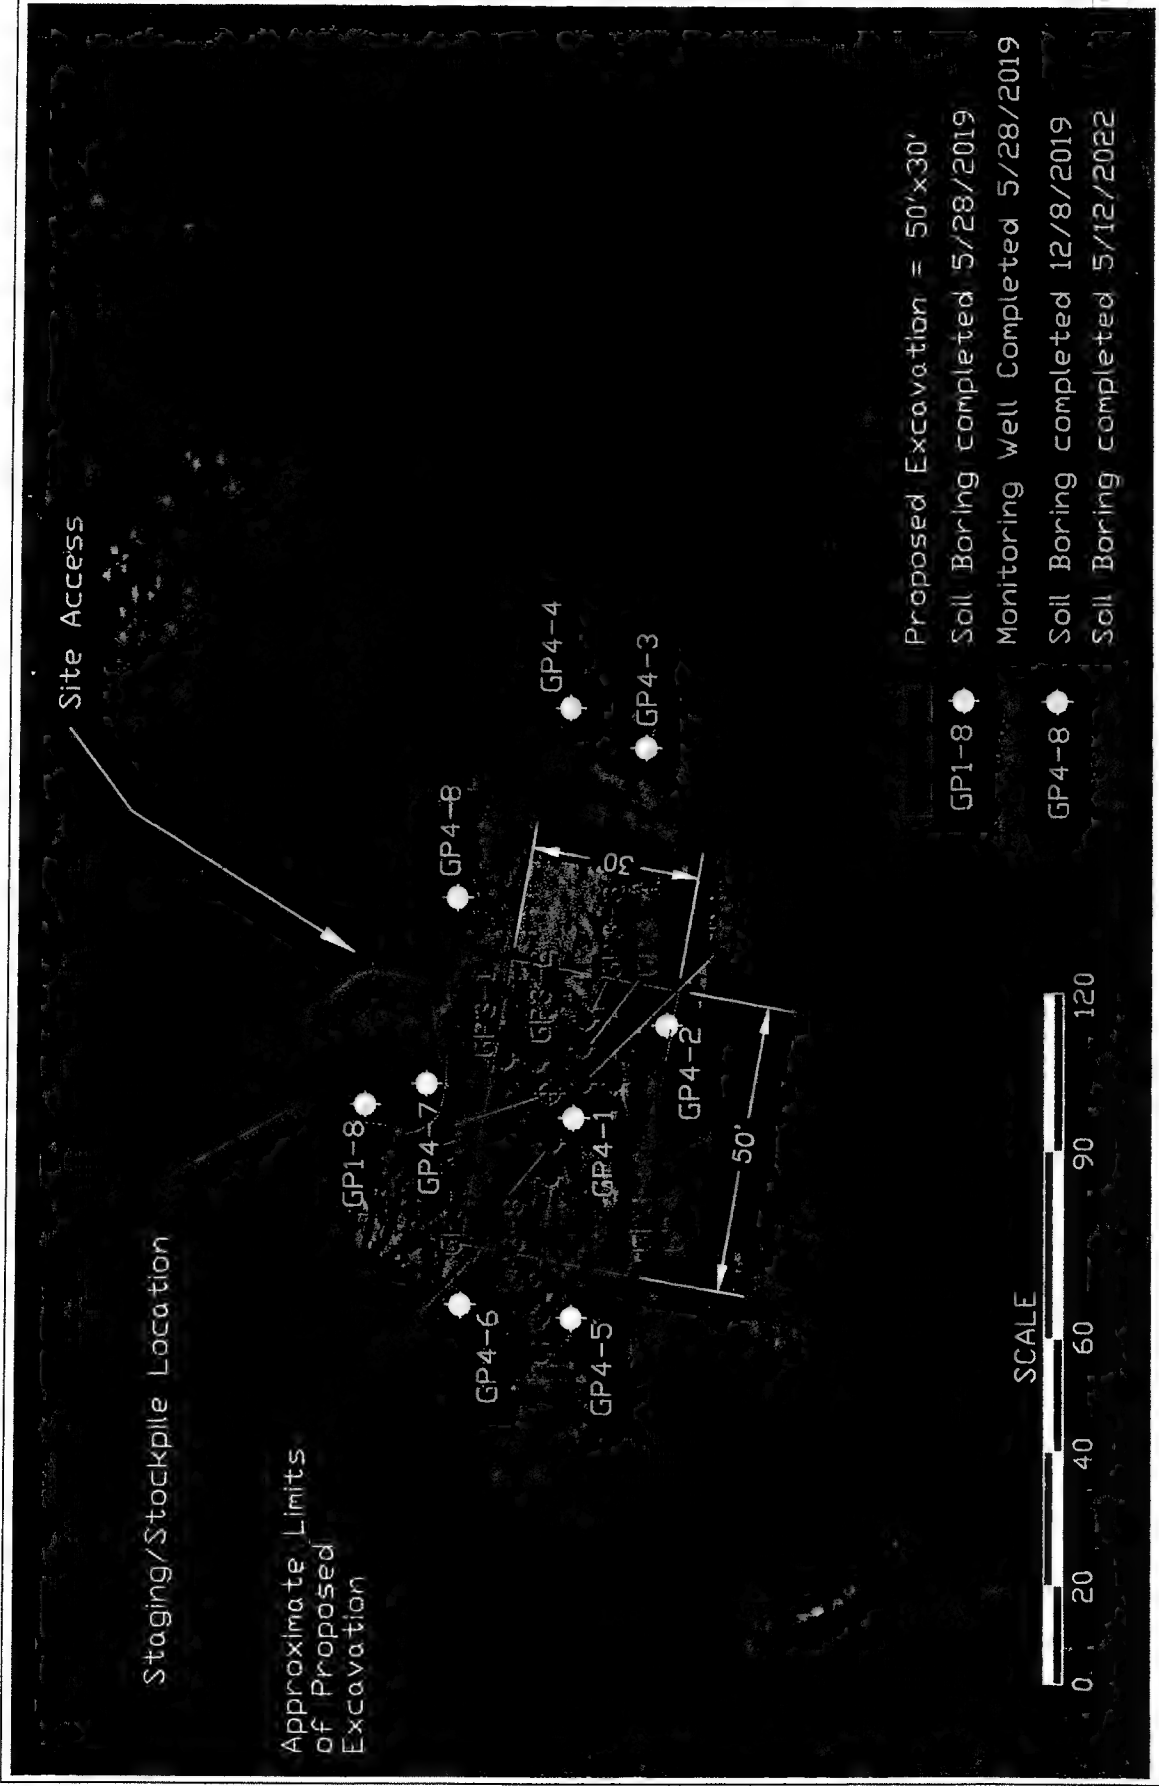 Site Access
Staging/Stockpile Location
Approximate Limits
of Proposed
Excavation
GP1-8
GP4-7
GP4-8
GP4-6
GP4-4
GP4-5
GP4-1
GP4-3
GP4-2
GP3-1
30'
50'
Proposed Excavation = 50'x30'
GP1-8 Soil Boring completed 5/28/2019
Monitoring Well Completed 5/28/2019
GP4-8 Soil Boring completed 12/8/2019
Soil Boring completed 5/12/2022
SCALE
0 20 40 60 90 120